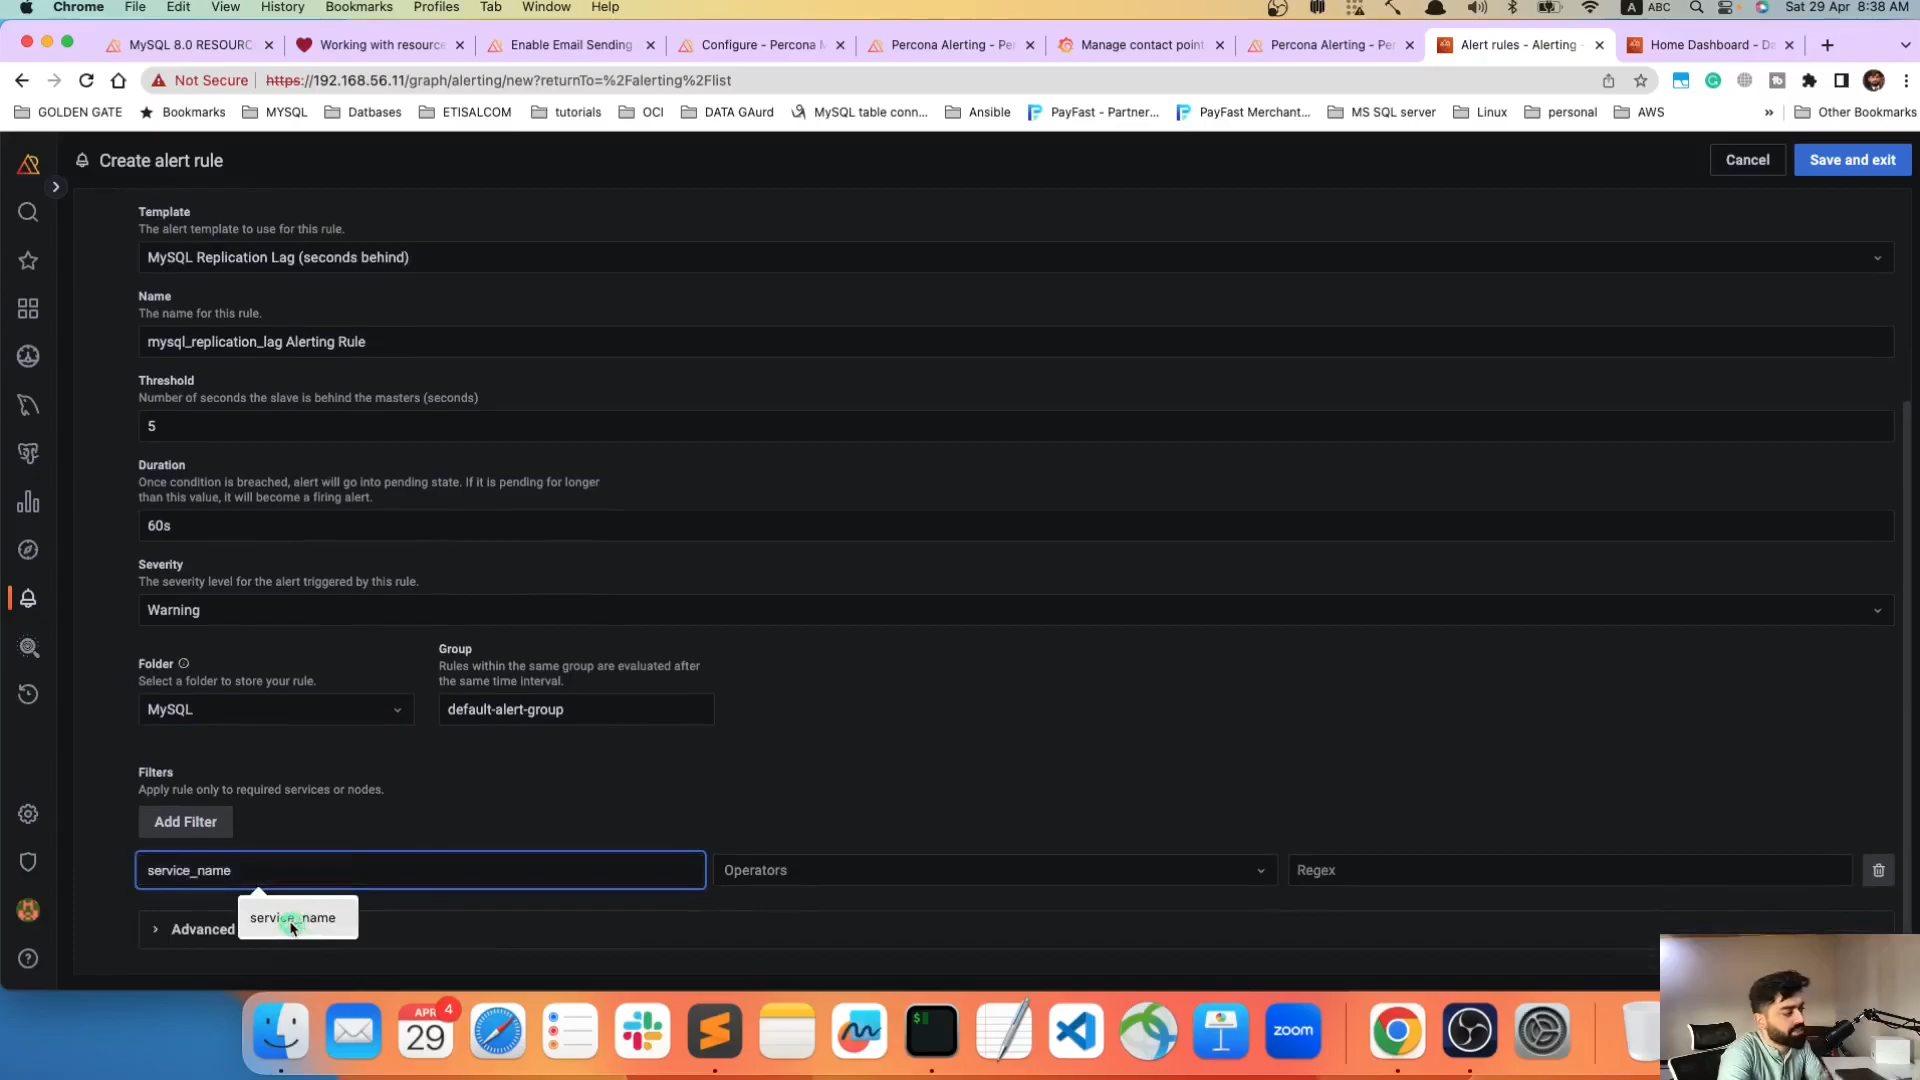 Chrome File Edit View History Bookmarks Profiles Tab Window Help A ABC Sat 29 Apr 8:38 AM
MySQL 8.0 RESOURC Working with resource Enable Email Sending Configure - Percona M Percona Alerting - Pe Manage contact point Percona Alerting - Pe Alert rules - Alerting - Home Dashboard - Da
Not Secure https://192.168.56.11/graph/alerting/new?returnTo=%2Falerting%2Flist
GOLDEN GATE Bookmarks MYSQL Datbases ETISALCOM tutorials OCI DATA GAurd MySQL table conn... Ansible PayFast - Partner... PayFast Merchant... MS SQL server Linux personal AWS » Other Bookmarks
Create alert rule Cancel Save and exit
Template
The alert template to use for this rule.
MySQL Replication Lag (seconds behind)
Name
The name for this rule.
mysql_replication_lag Alerting Rule
Threshold
Number of seconds the slave is behind the masters (seconds)
5
Duration
Once condition is breached, alert will go into pending state. If it is pending for longer
than this value, it will become a firing alert.
60s
Severity
The severity level for the alert triggered by this rule.
Warning
Folder
Select a folder to store your rule.
MySQL
Group
Rules within the same group are evaluated after
the same time interval.
default-alert-group
Filters
Apply rule only to required services or nodes.
Add Filter
service_name Operators Regex
service_name
Advanced
APR 4
29
zoom